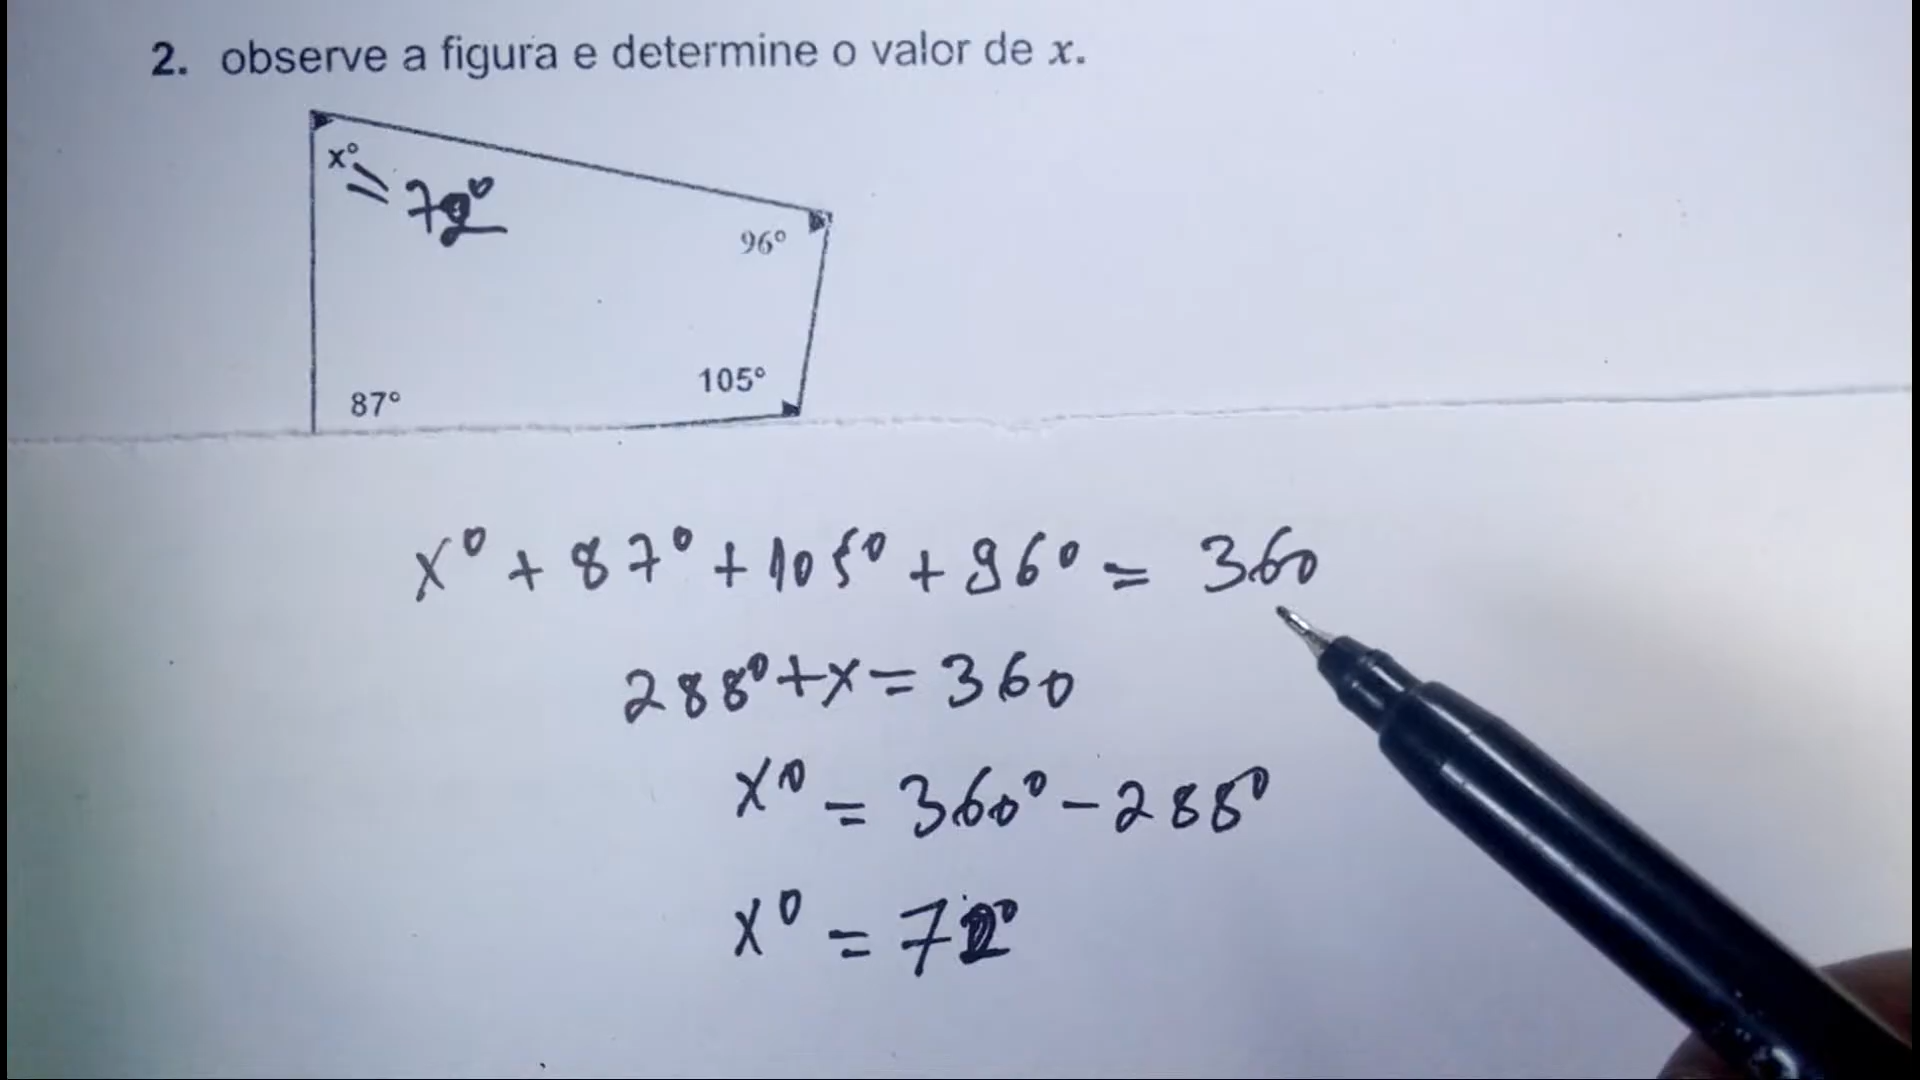 2. observe a figura e determine o valor de x.
x° = 72°
96°
105°
87°
x° + 87° + 105° + 96° = 360
288° + x = 360
x° = 360° - 288°
x° = 72°